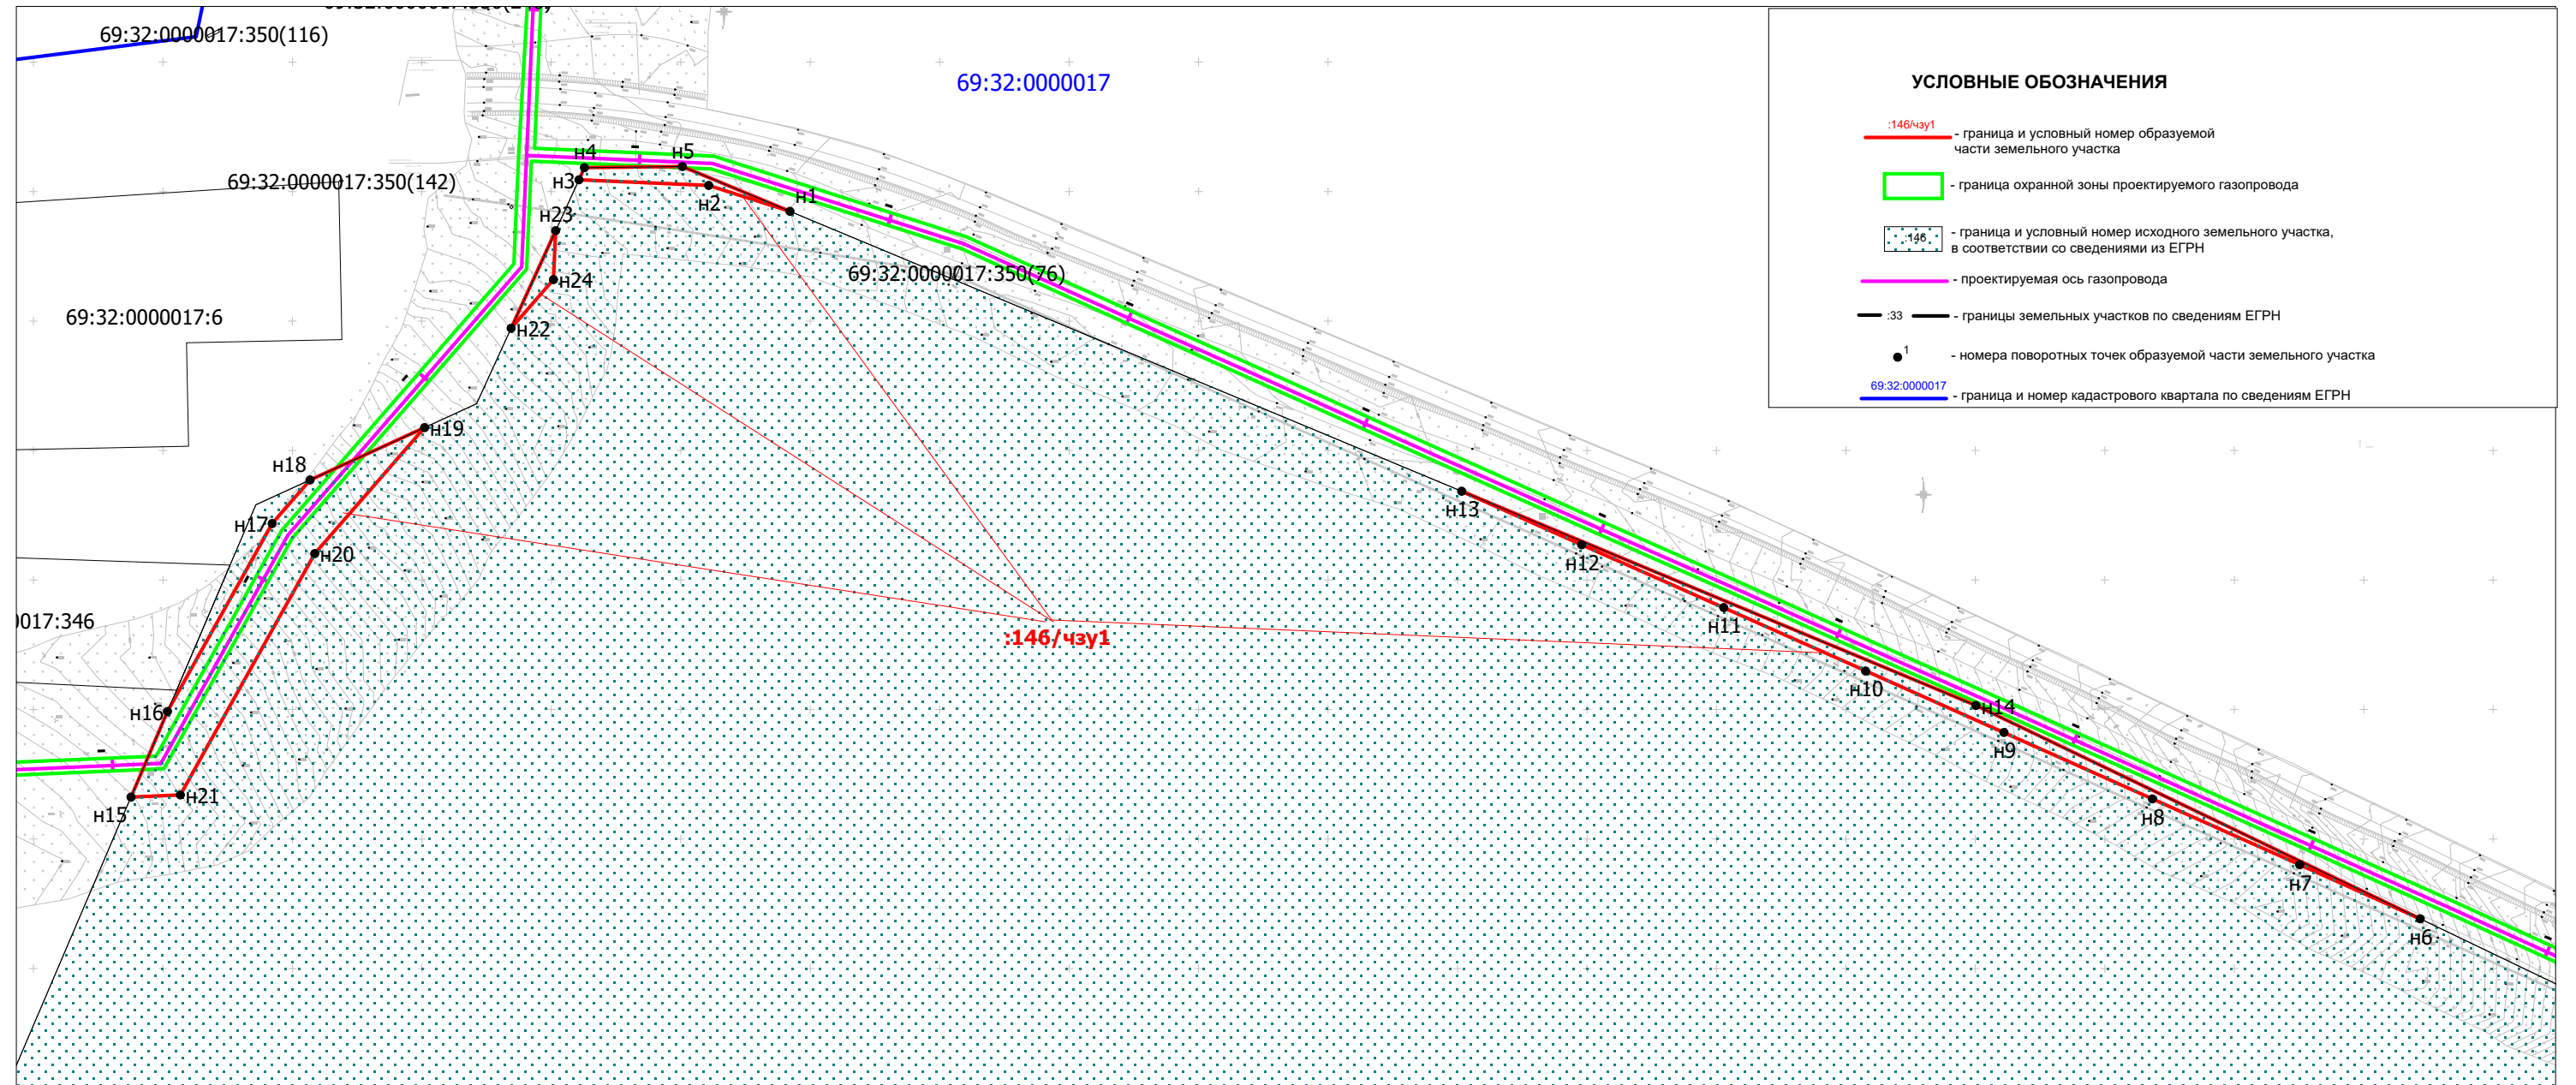 69:32:0000017:350(116)
69:32:0000017
69:32:0000017:350(142)
69:32:0000017:350(76)
69:32:0000017:6
0017:346
н4
н5
н3
н2
н1
н23
н24
н22
н19
н18
н17
н20
н16
н15
н21
н13
н12
н11
н10
н14
н9
н8
н7
н6
:146/чзу1
УСЛОВНЫЕ ОБОЗНАЧЕНИЯ
:146/чзу1
- граница и условный номер образуемой
части земельного участка
- граница охранной зоны проектируемого газопровода
:146
- граница и условный номер исходного земельного участка,
в соответствии со сведениями из ЕГРН
- проектируемая ось газопровода
:33
- границы земельных участков по сведениям ЕГРН
1
- номера поворотных точек образуемой части земельного участка
69:32:0000017
- граница и номер кадастрового квартала по сведениям ЕГРН